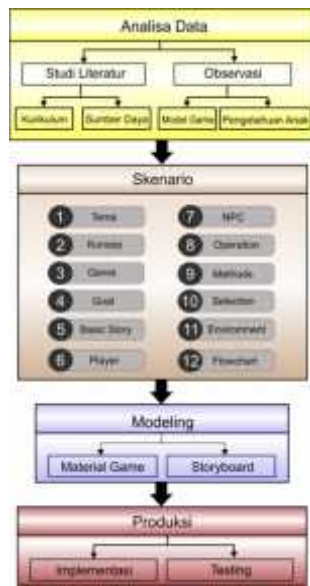 Analisa Data
Studi Literatur
Observasi
Kurikulum
Sumber Daya
Model Game
Pengetahuan Anak
Skenario
1 Tema
2 
3 Genre
4 Goal
5 Basic Story
6 Player
7 NPC
8 Operation
9 Methods
10 Selection
11 Environment
12 Flowchart
Modeling
Material Game
Storyboard
Produksi
Implementasi
Testing